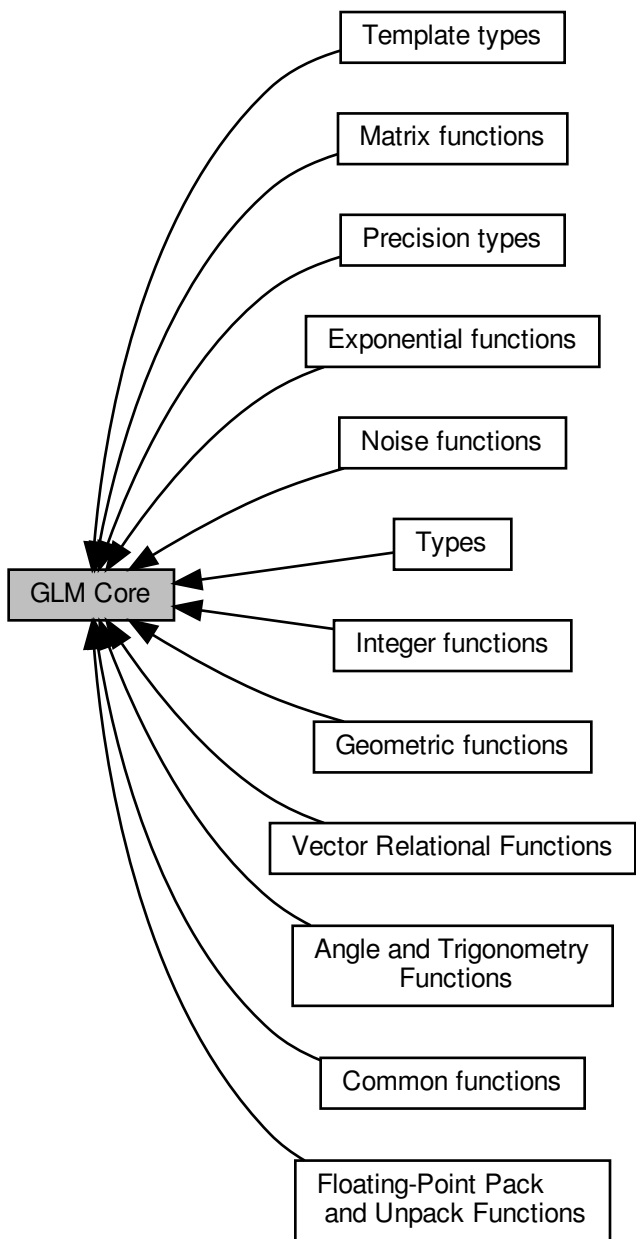 Template types
Matrix functions
Precision types
Exponential functions
Noise functions
Types
GLM Core
Integer functions
Geometric functions
Vector Relational Functions
Angle and Trigonometry
Functions
Common functions
Floating-Point Pack
and Unpack Functions